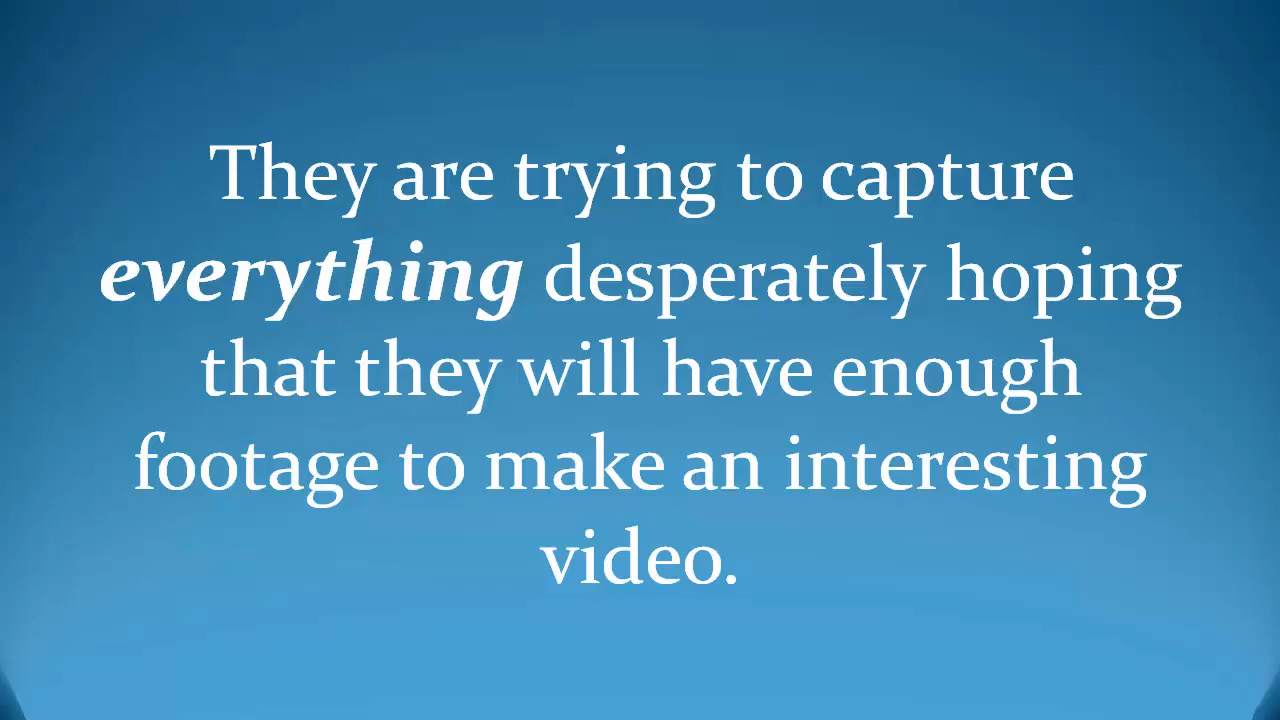 They are trying to capture
everything desperately hoping
that they will have enough
footage to make an interesting
video.